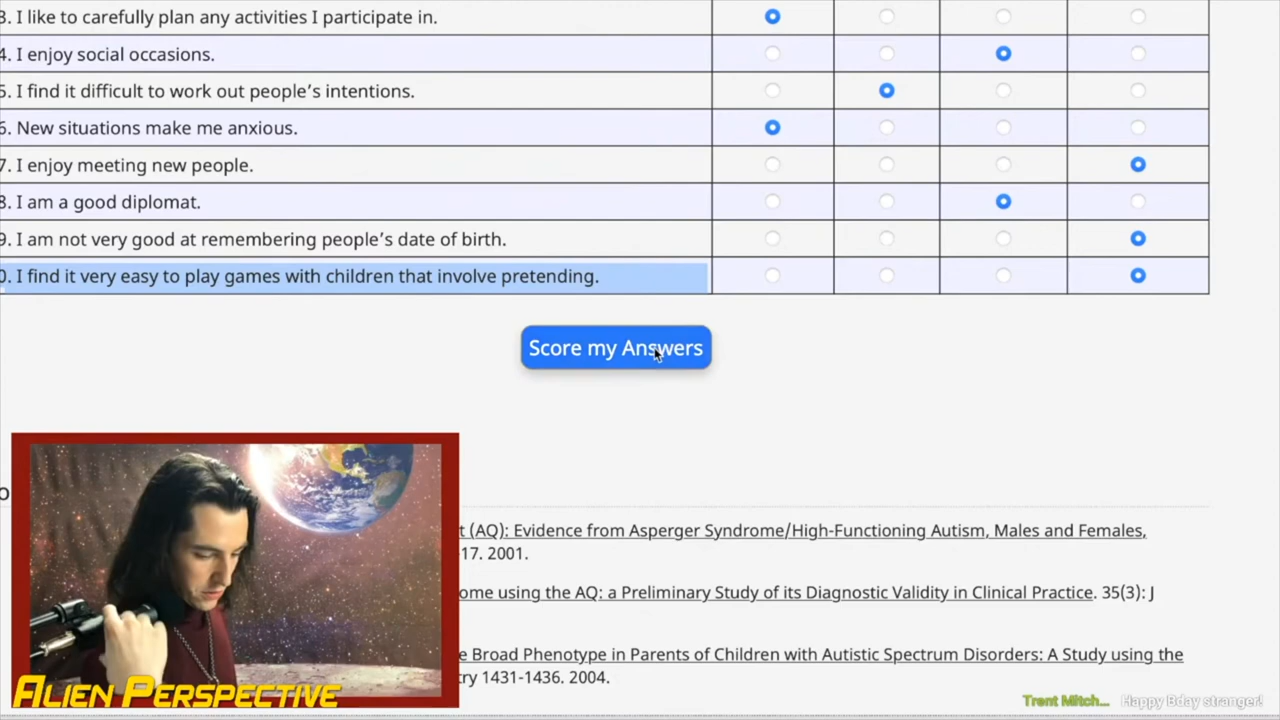 3. I like to carefully plan any activities I participate in.
4. I enjoy social occasions.
5. I find it difficult to work out people’s intentions.
6. New situations make me anxious.
7. I enjoy meeting new people.
8. I am a good diplomat.
9. I am not very good at remembering people’s date of birth.
0. I find it very easy to play games with children that involve pretending.
Score my Answers
t (AQ): Evidence from Asperger Syndrome/High-Functioning Autism, Males and Females,
17. 2001.
ome using the AQ: a Preliminary Study of its Diagnostic Validity in Clinical Practice. 35(3): J
e Broad Phenotype in Parents of Children with Autistic Spectrum Disorders: A Study using the
ry 1431-1436. 2004.
ALIEN PERSPECTIVE
Trent Mitch... Happy Bday stranger!